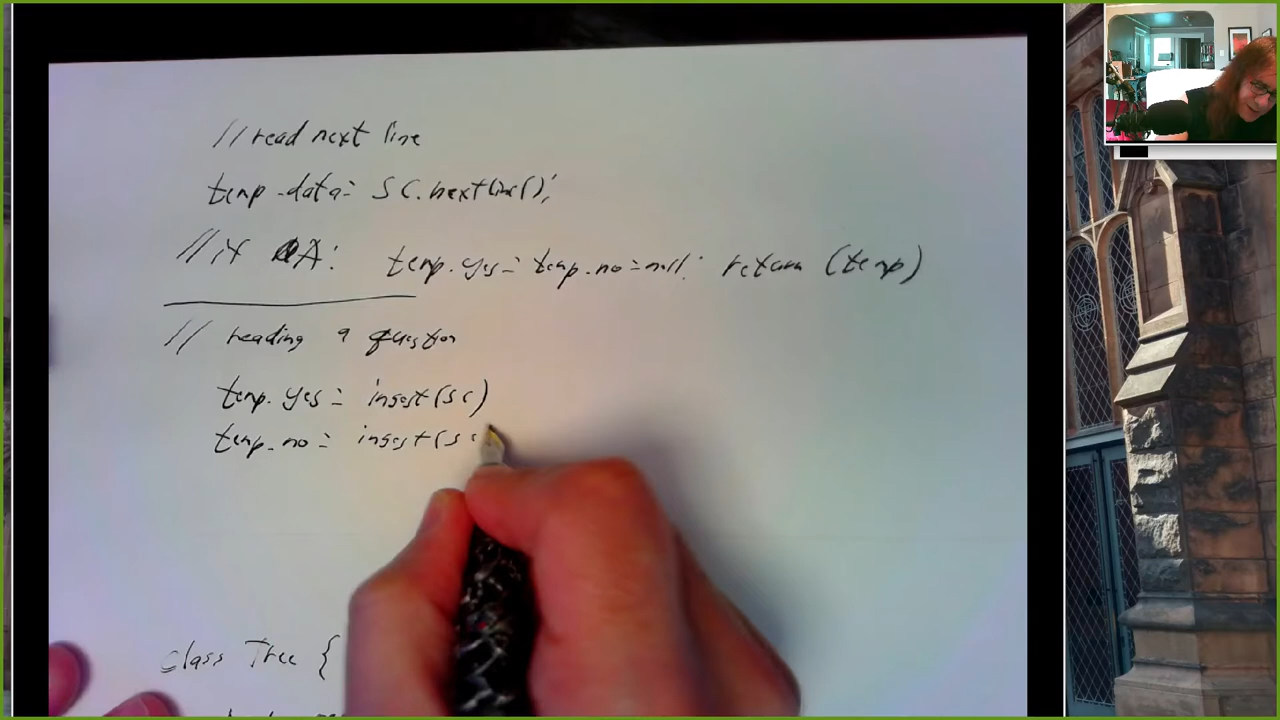 // read next line
temp.data = SC.nextLine();
// if A: temp.yes = temp.no = null; return (temp)
// reading a question
temp.yes = insert(sc)
temp.no = insert(sc
class Tree {